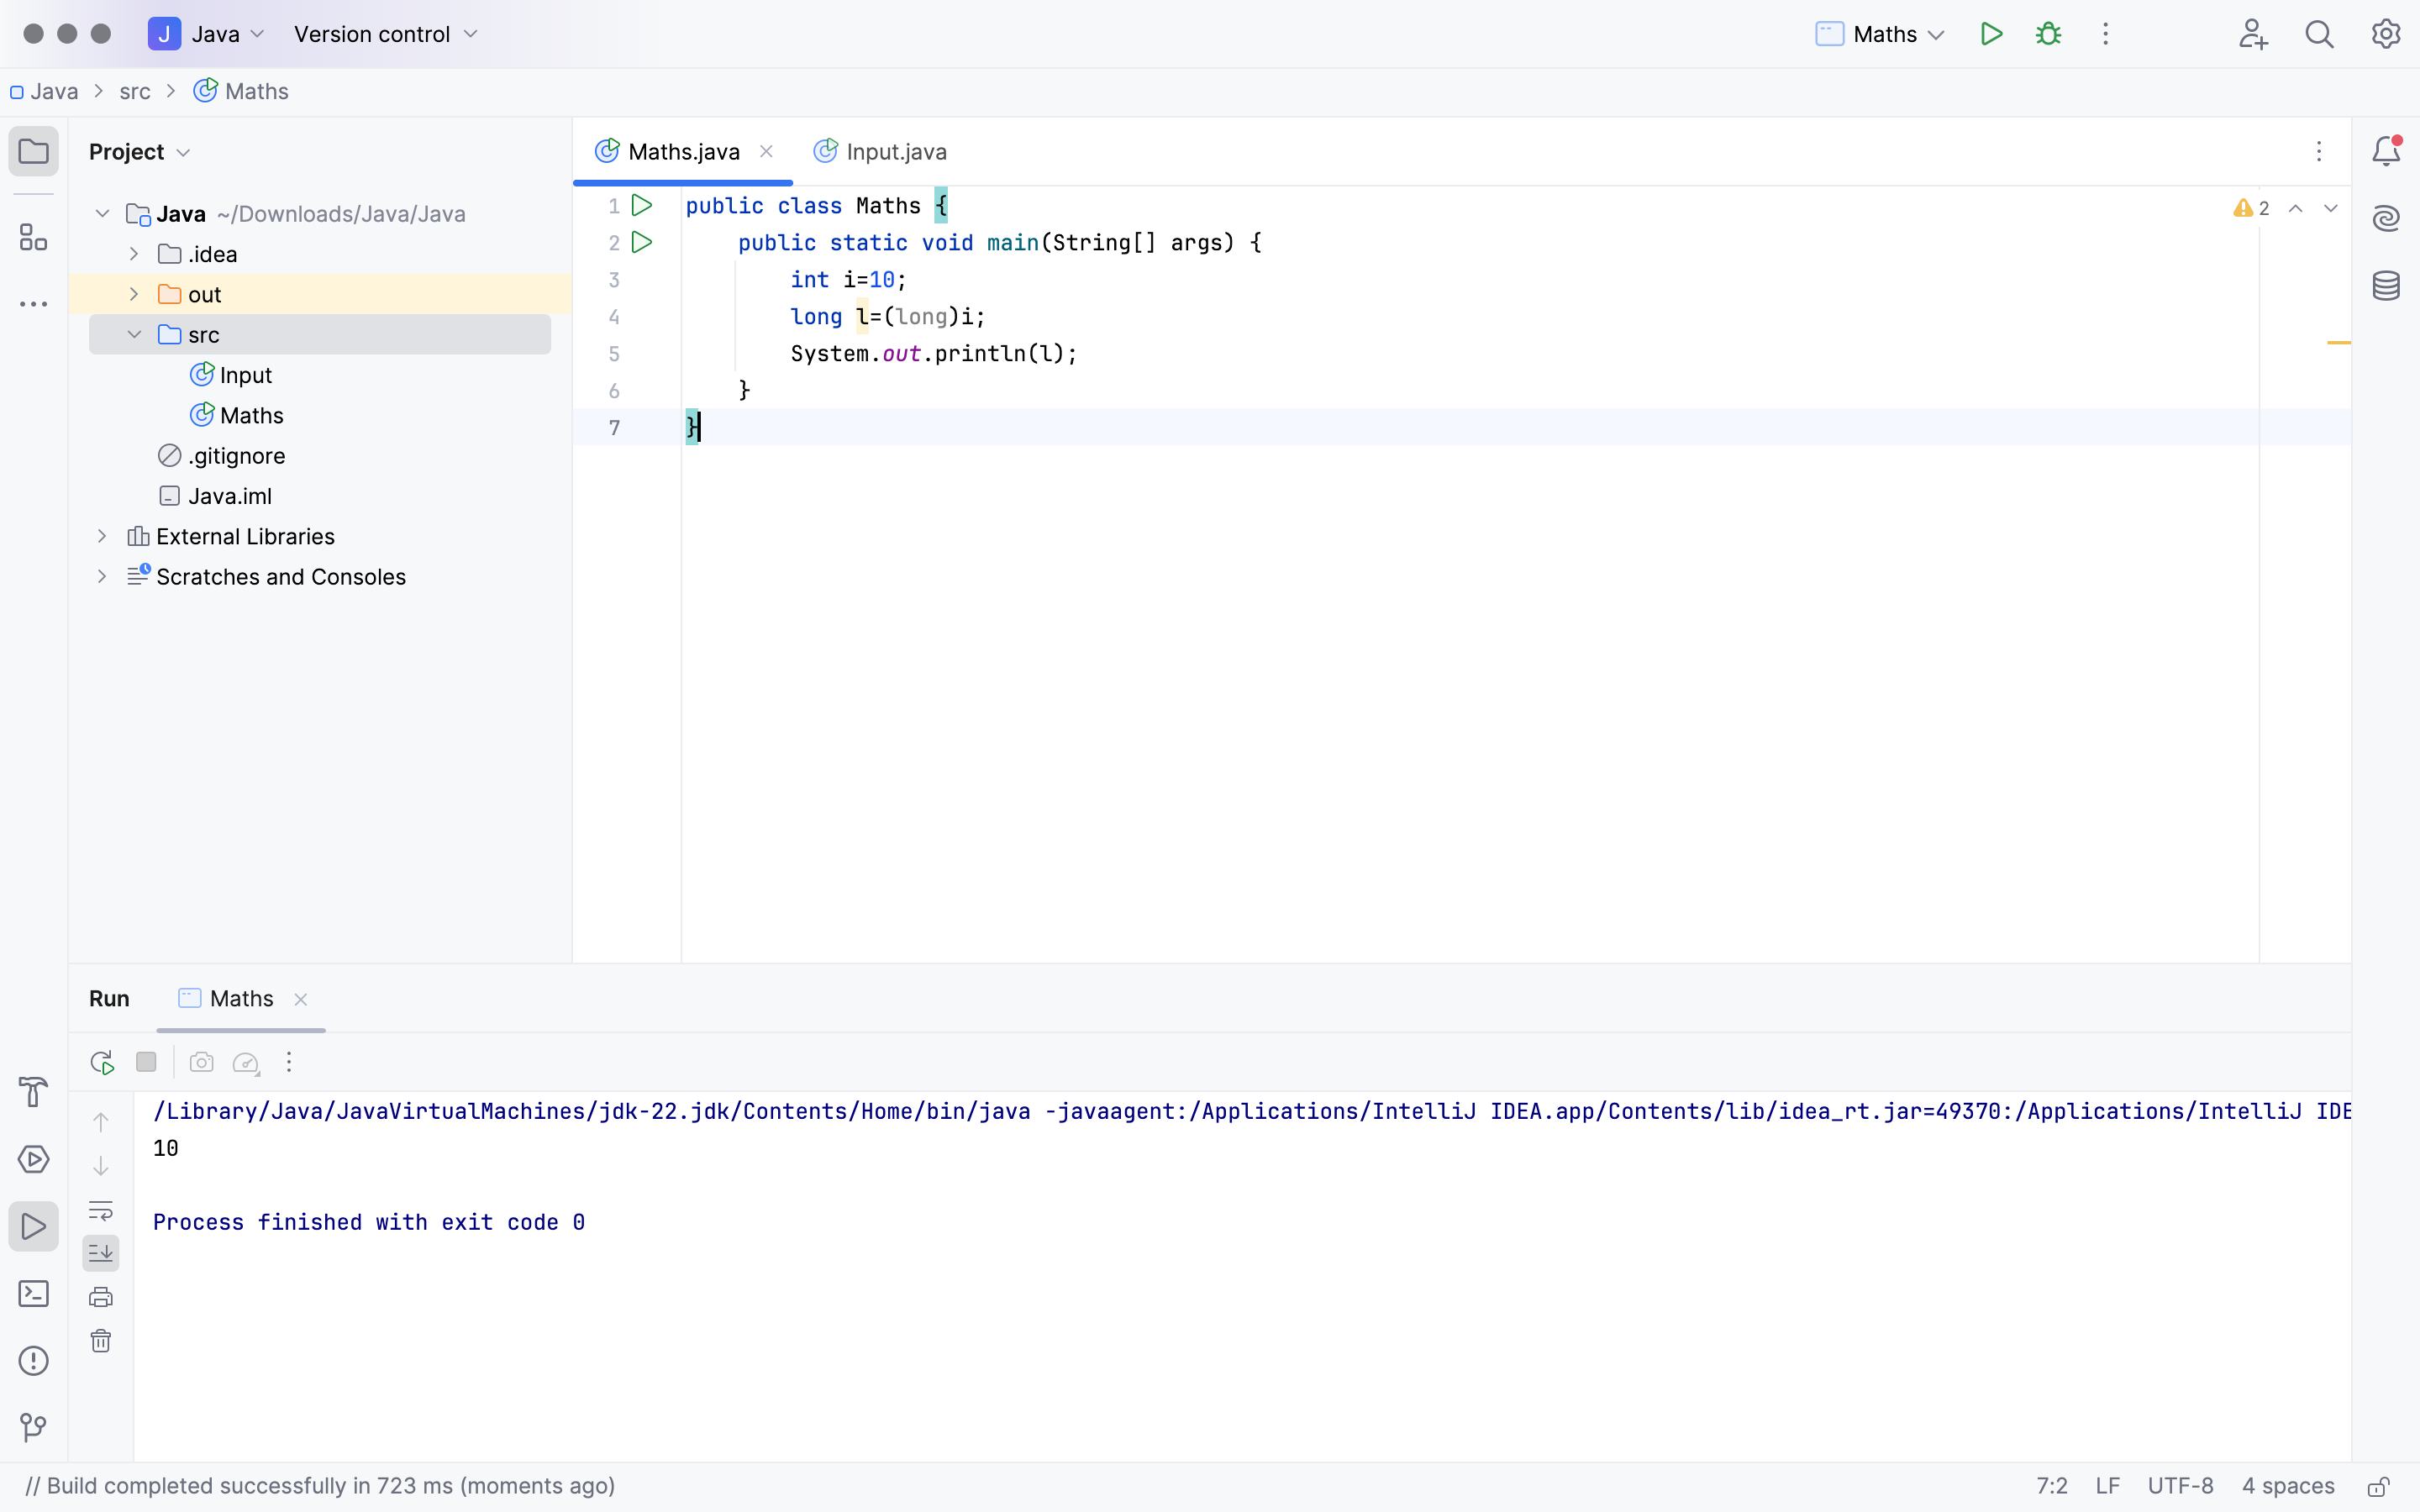 J Java Version control Maths
Java src Maths
Project
Java ~/Downloads/Java/Java
.idea
out
src
Input
Maths
.gitignore
Java.iml
External Libraries
Scratches and Consoles
Maths.java Input.java
1 public class Maths {
2 public static void main(String[] args) {
3 int i=10;
4 long l=(long)i;
5 System.out.println(l);
6 }
7 }
2
Run Maths
/Library/Java/JavaVirtualMachines/jdk-22.jdk/Contents/Home/bin/java -javaagent:/Applications/IntelliJ IDEA.app/Contents/lib/idea_rt.jar=49370:/Applications/IntelliJ IDE
10
Process finished with exit code 0
// Build completed successfully in 723 ms (moments ago) 7:2 LF UTF-8 4 spaces